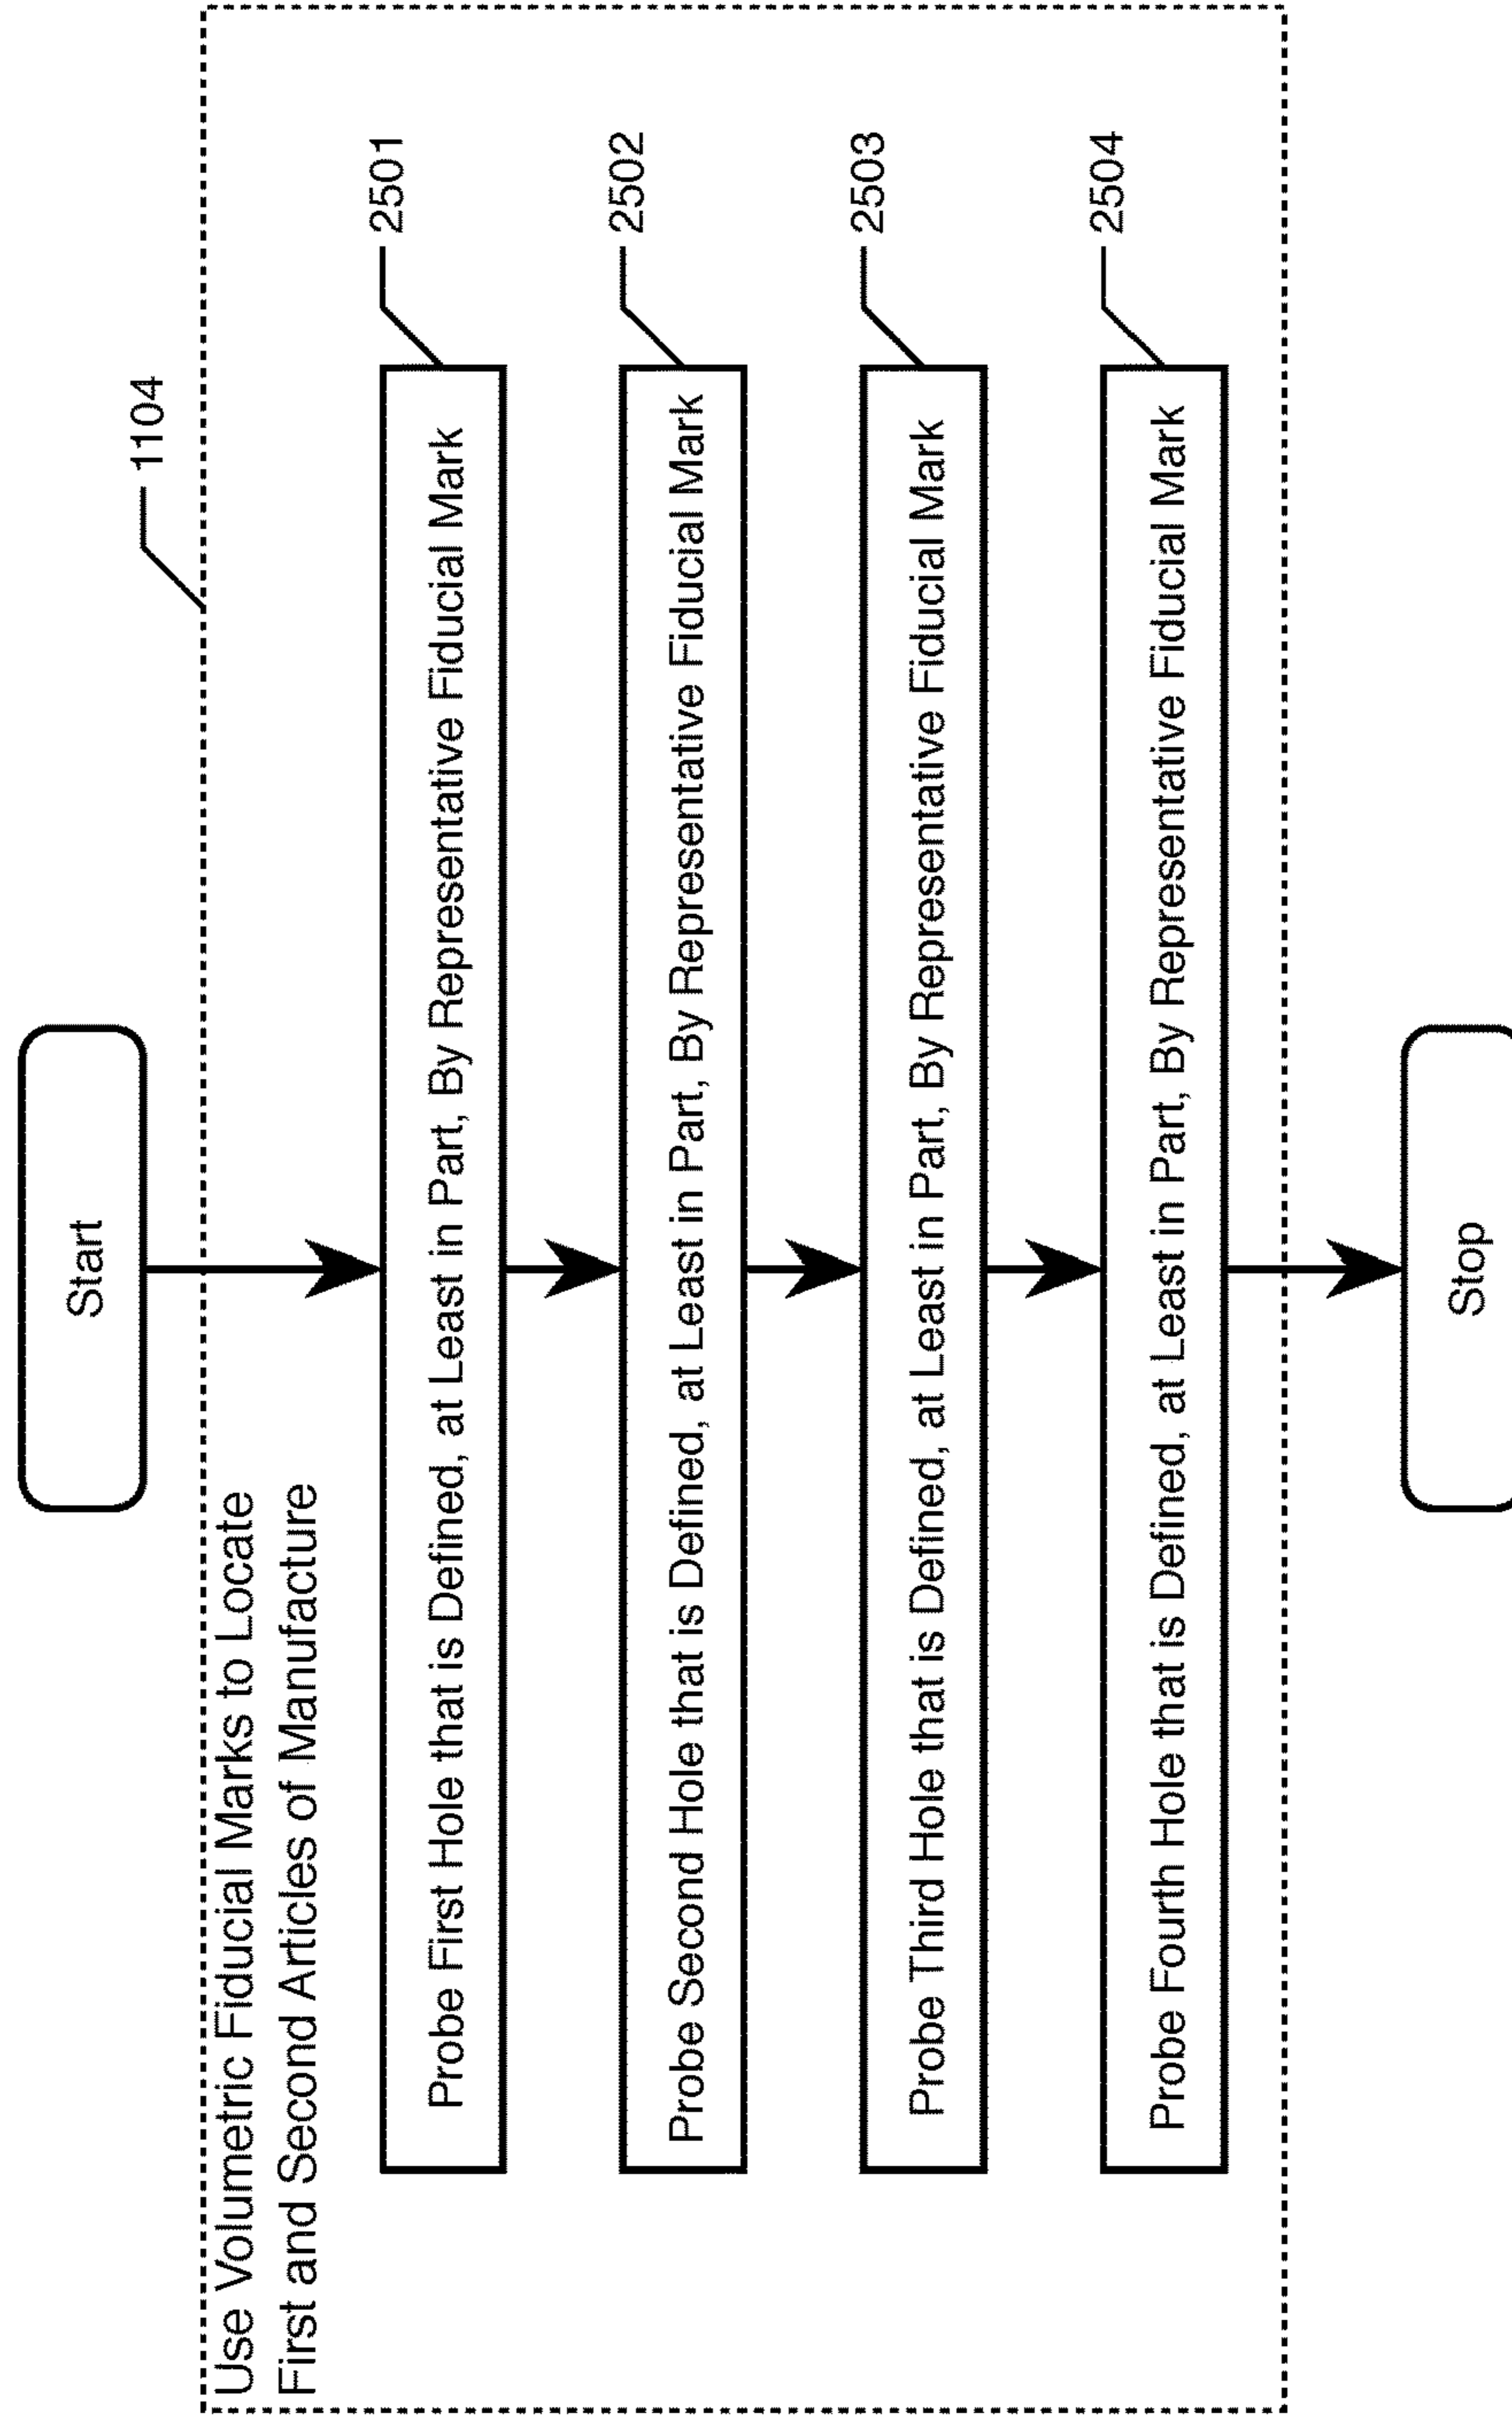 Start
1104
Use Volumetric Fiducial Marks to Locate
First and Second Articles of Manufacture
2501
Probe First Hole that is Defined, at Least in Part, By Representative Fiducial Mark
2502
Probe Second Hole that is Defined, at Least in Part, By Representative Fiducial Mark
2503
Probe Third Hole that is Defined, at Least in Part, By Representative Fiducial Mark
2504
Probe Fourth Hole that is Defined, at Least in Part, By Representative Fiducial Mark
Stop